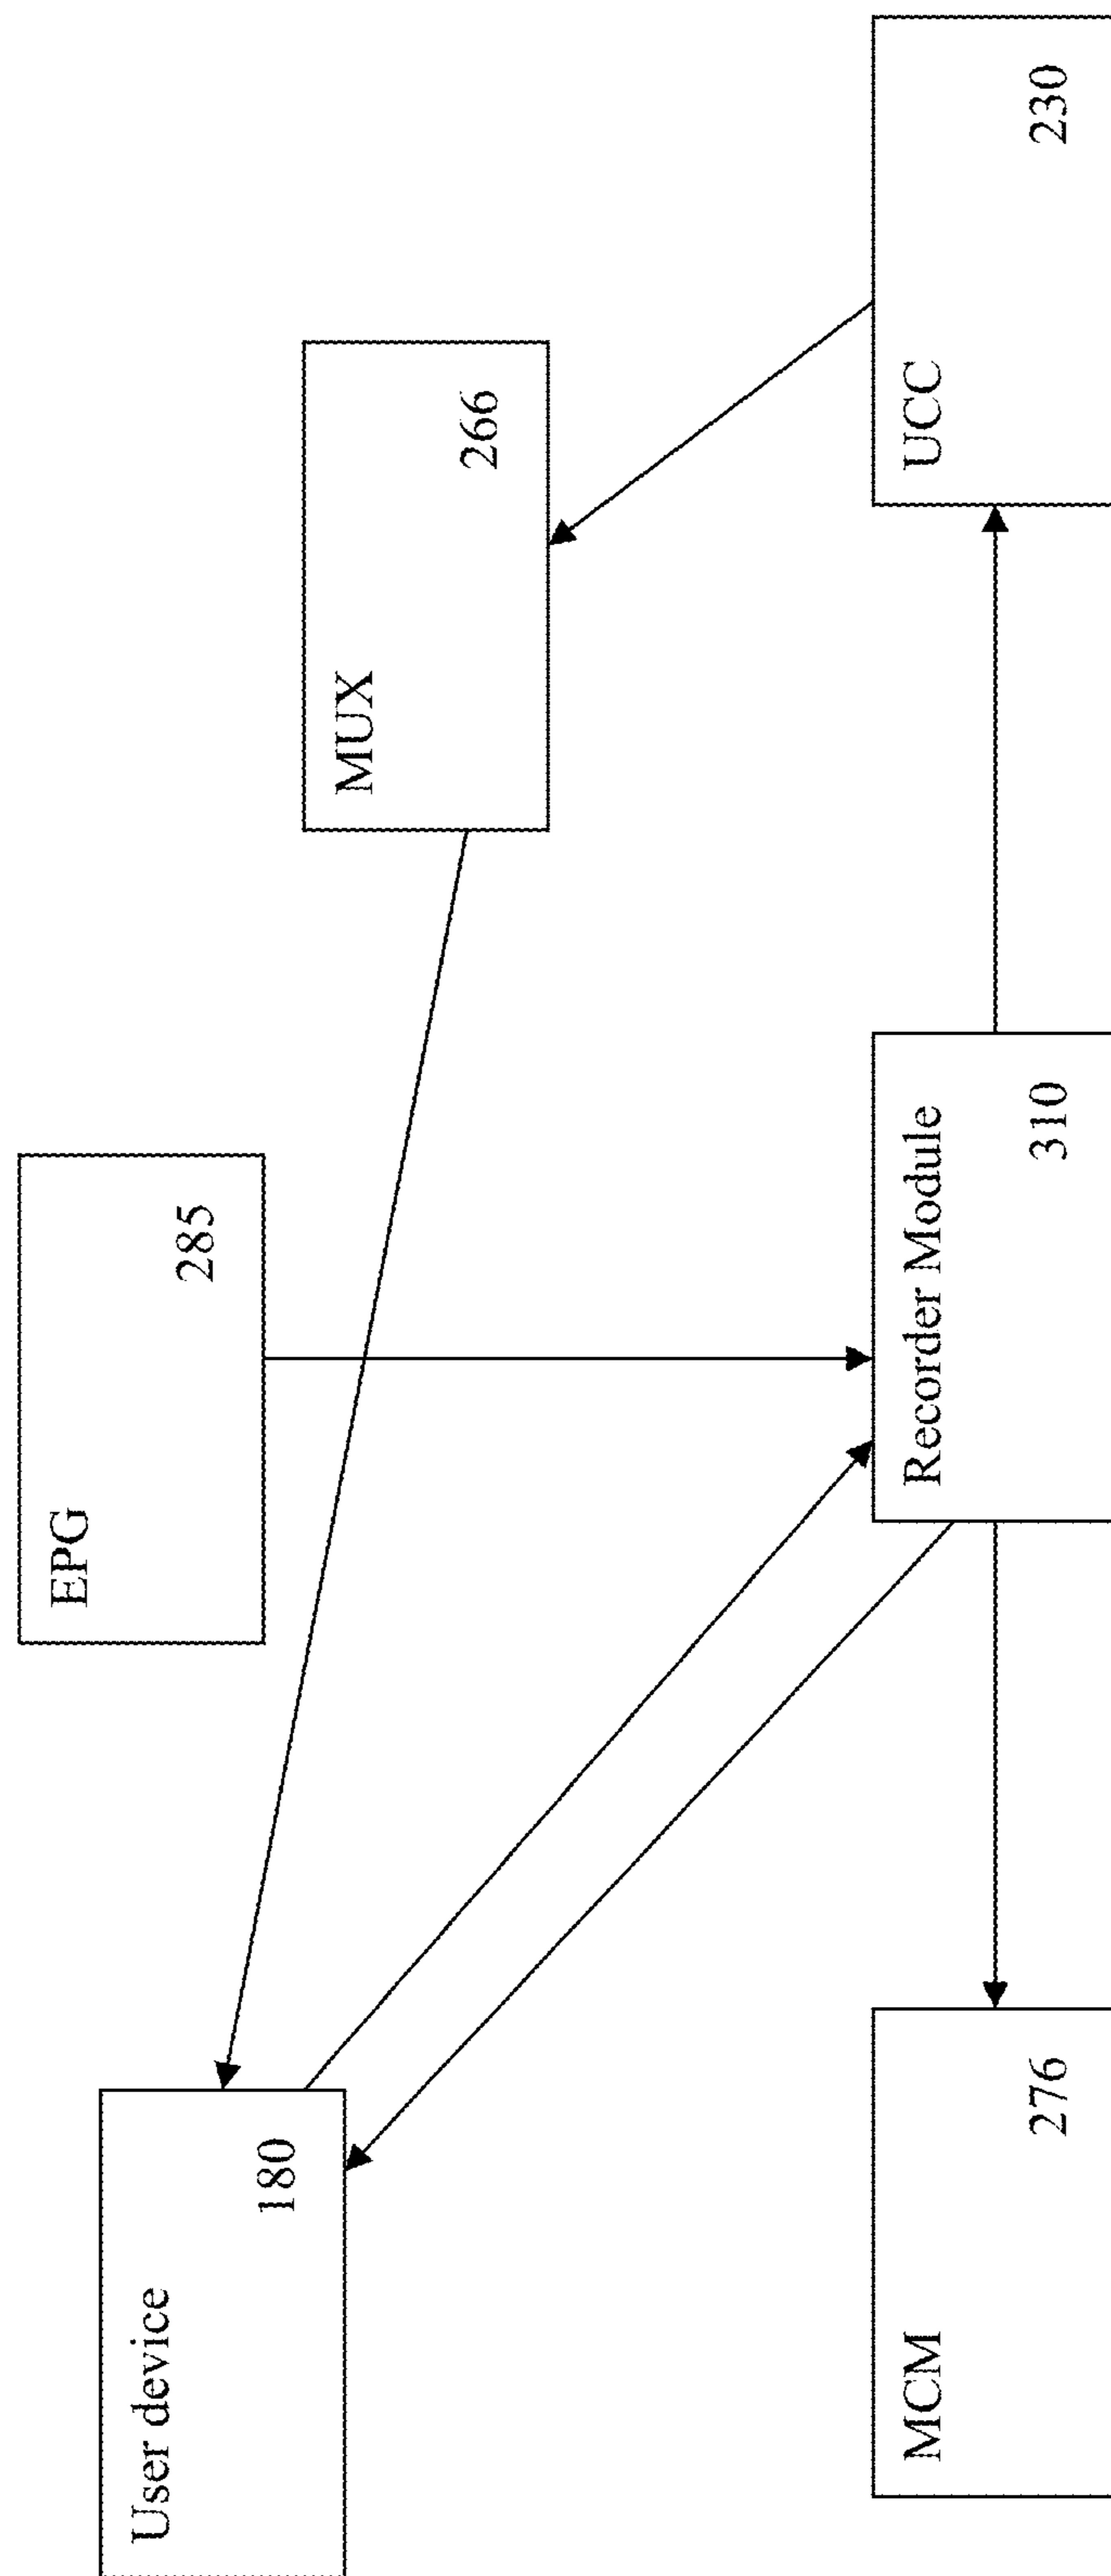 EPG
285
User device
180
MUX
266
MCM
276
Recorder Module
310
UCC
230